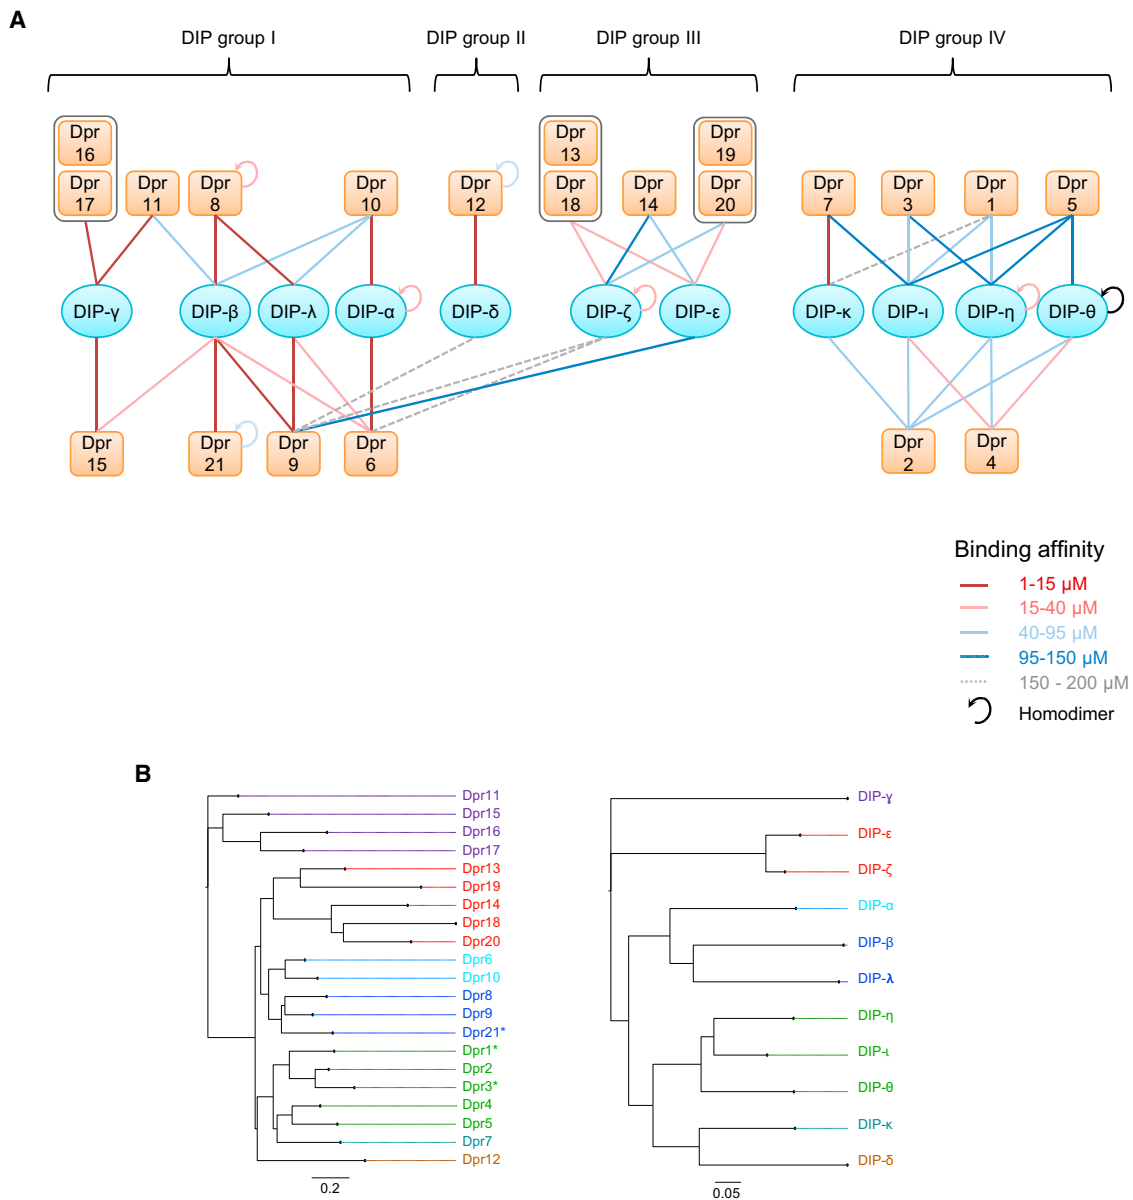 A
DIP group I
DIP group II
DIP group III
DIP group IV
Dpr
16
Dpr
17
Dpr
11
Dpr
8
Dpr
10
Dpr
12
Dpr
13
Dpr
18
Dpr
14
Dpr
19
Dpr
20
Dpr
7
Dpr
3
Dpr
1
Dpr
5
DIP-γ
DIP-β
DIP-λ
DIP-α
DIP-δ
DIP-ζ
DIP-ε
DIP-κ
DIP-ι
DIP-η
DIP-θ
Dpr
15
Dpr
21
Dpr
9
Dpr
6
Dpr
2
Dpr
4
Binding affinity
1-15 µM
15-40 µM
40-95 µM
95-150 µM
150 - 200 µM
Homodimer
B
Dpr11
Dpr15
Dpr16
Dpr17
Dpr13
Dpr19
Dpr14
Dpr18
Dpr20
Dpr6
Dpr10
Dpr8
Dpr9
Dpr21*
Dpr1*
Dpr2
Dpr3*
Dpr4
Dpr5
Dpr7
Dpr12
0.2
DIP-γ
DIP-ε
DIP-ζ
DIP-α
DIP-β
DIP-λ
DIP-η
DIP-ι
DIP-θ
DIP-κ
DIP-δ
0.05